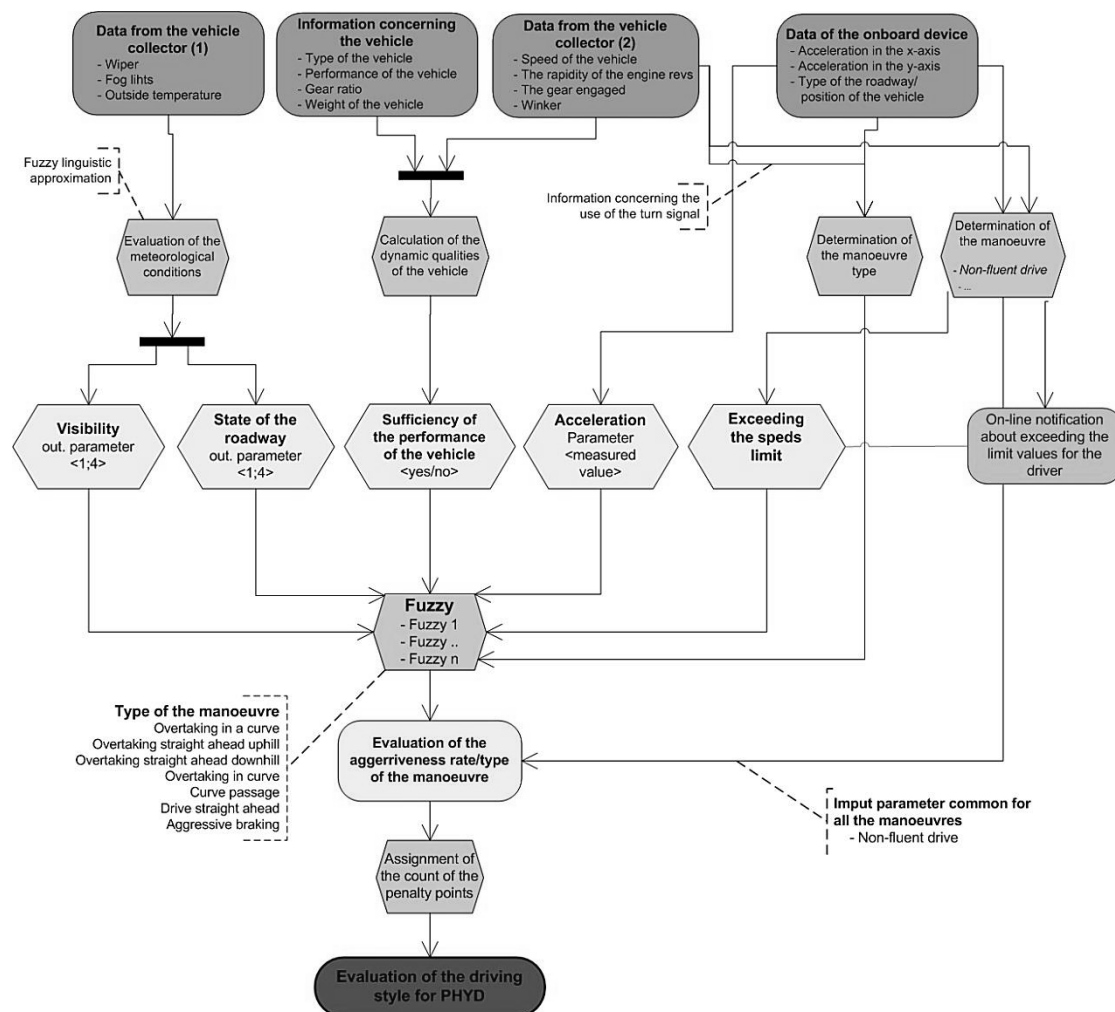 Data from the vehicle
collector (1)
- Wiper
- Fog lihts
- Outside temperature
Information concerning
the vehicle
- Type of the vehicle
- Performance of the vehicle
- Gear ratio
- Weight of the vehicle
Data from the vehicle
collector (2)
- Speed of the vehicle
- The rapidity of the engine revs
- The gear engaged
- Winker
Data of the onboard device
- Acceleration in the x-axis
- Acceleration in the y-axis
- Type of the roadway/
position of the vehicle
Fuzzy linguistic
approximation
Information concerning the
use of the turn signal
Evaluation of the
meteorological
conditions
Calculation of the
dynamic qualities
of the vehicle
Determination of
the manoeuvre
type
Determination of
the manoeuvre
- Non-fluent drive
- ...
Visibility
out. parameter
<1;4>
State of the
roadway
out. parameter
<1;4>
Sufficiency of
the performance
of the vehicle
<yes/no>
Acceleration
Parameter
<measured
value>
Exceeding
the speds
limit
On-line notification
about exceeding the
limit values for the
driver
Fuzzy
- Fuzzy 1
- Fuzzy ..
- Fuzzy n
Type of the manoeuvre
Overtaking in a curve
Overtaking straight ahead uphill
Overtaking straight ahead downhill
Overtaking in curve
Curve passage
Drive straight ahead
Aggressive braking
Evaluation of the
aggerriveness rate/type
of the manoeuvre
Imput parameter common for
all the manoeuvres
- Non-fluent drive
Assignment of
the count of the
penalty points
Evaluation of the driving
style for PHYD